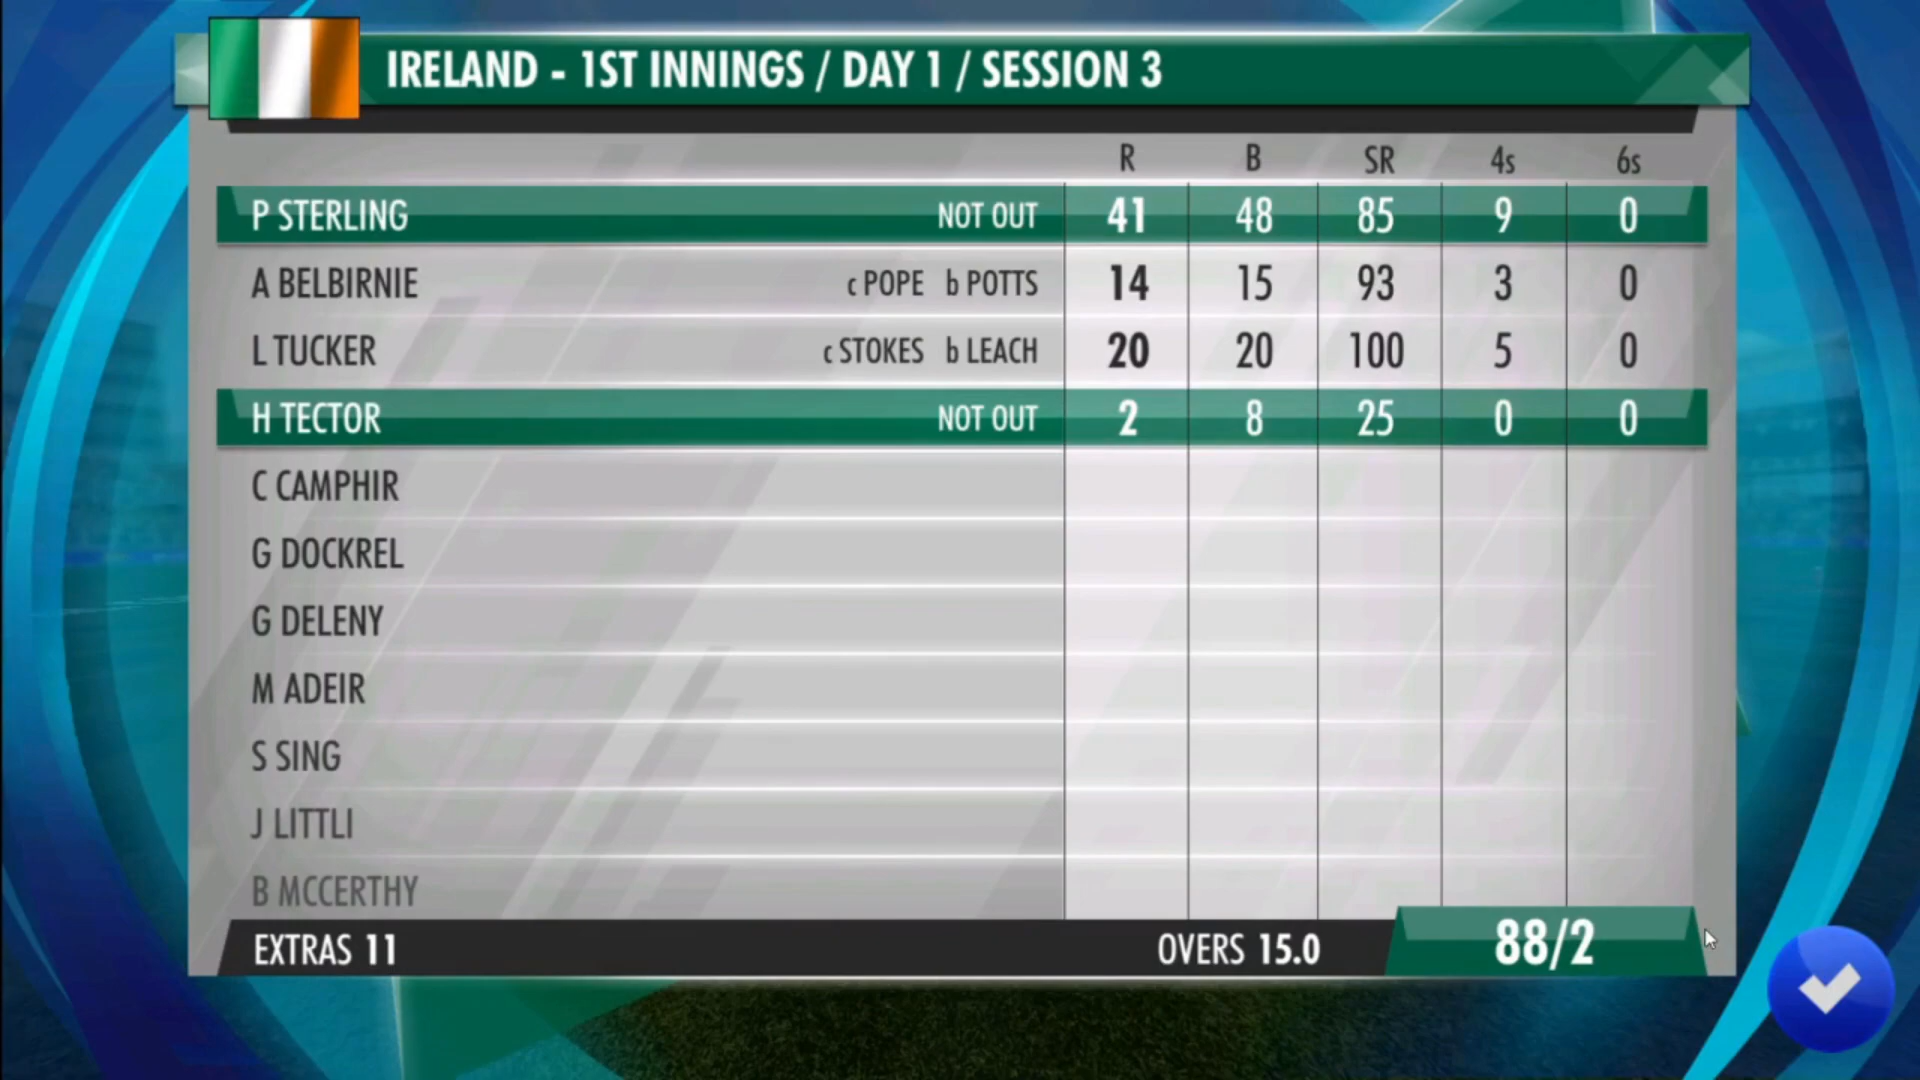 IRELAND - 1ST INNINGS / DAY 1 / SESSION 3
R B SR 4s 6s
P STERLING NOT OUT 41 48 85 9 0
A BELBIRNIE c POPE b POTTS 14 15 93 3 0
L TUCKER c STOKES b LEACH 20 20 100 5 0
H TECTOR NOT OUT 2 8 25 0 0
C CAMPHIR
G DOCKREL
G DELENY
M ADEIR
S SING
J LITTLI
B MCCERTHY
EXTRAS 11 OVERS 15.0 88/2